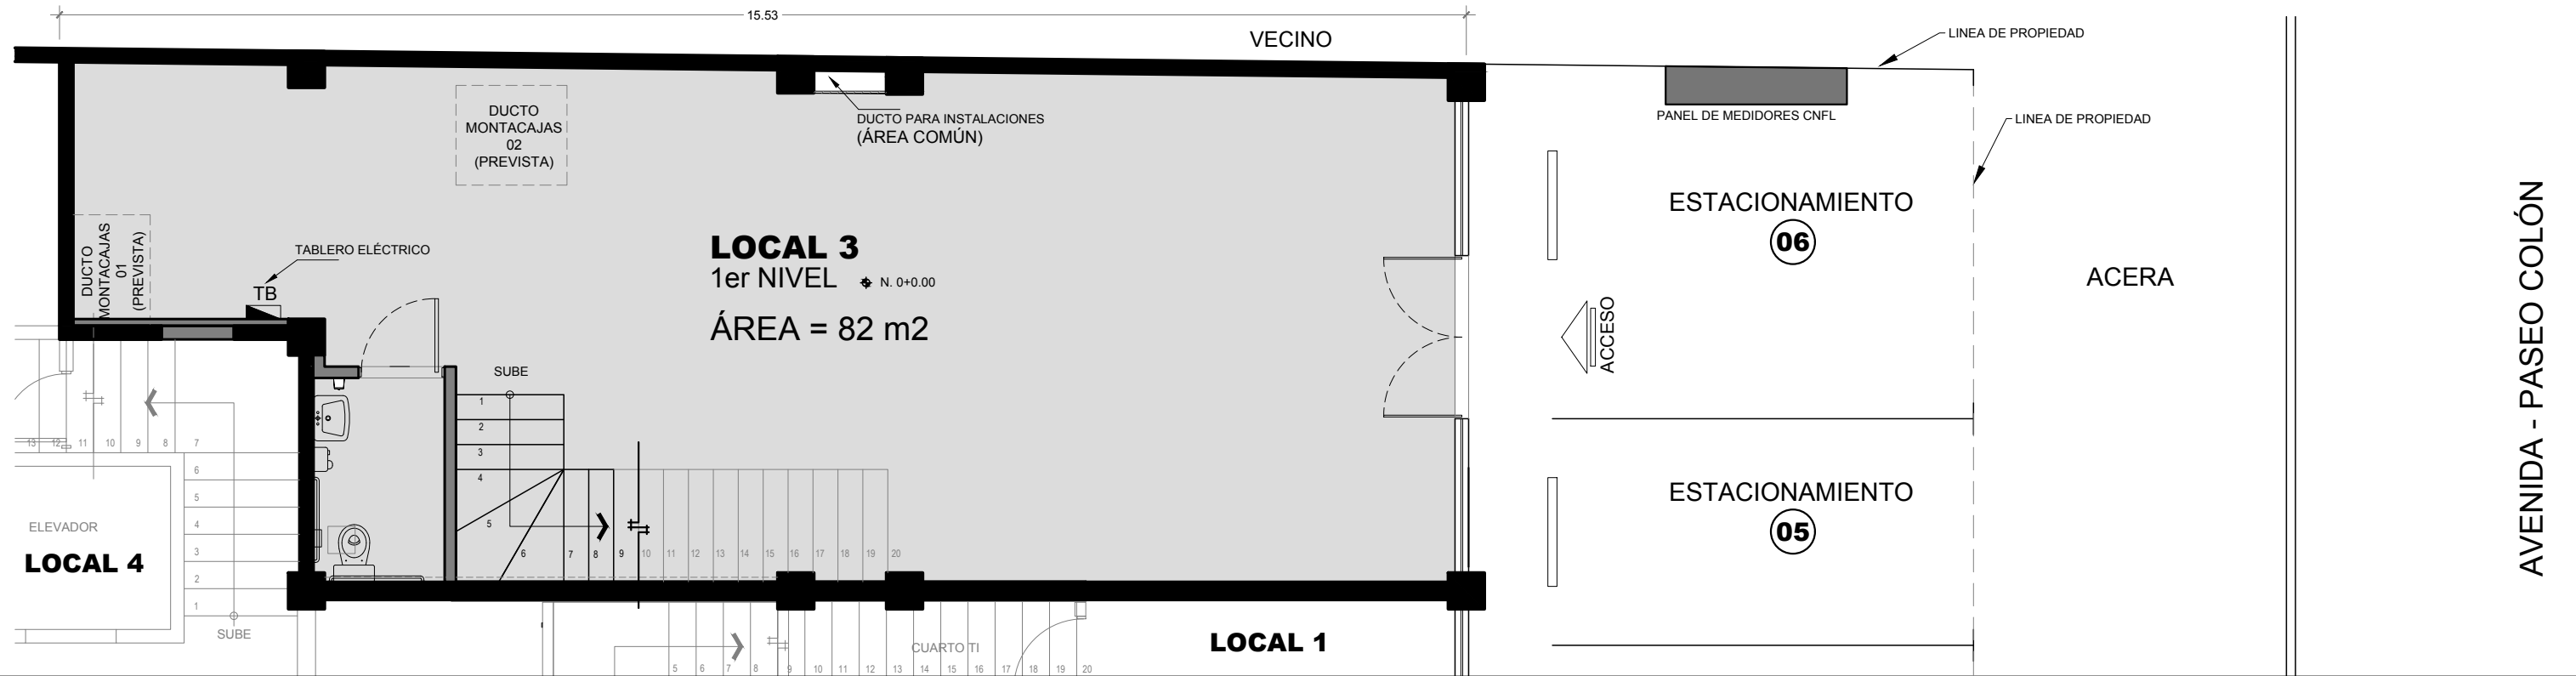 15.53
VECINO
LINEA DE PROPIEDAD
DUCTO
MONTACAJAS
02
(PREVISTA)
DUCTO PARA INSTALACIONES
(ÁREA COMÚN)
PANEL DE MEDIDORES CNFL
LINEA DE PROPIEDAD
DUCTO
MONTACAJAS
01
(PREVISTA)
TABLERO ELÉCTRICO
TB
LOCAL 3
1er NIVEL
N. 0+0.00
ÁREA = 82 m2
ESTACIONAMIENTO
06
ACERA
AVENIDA - PASEO COLÓN
ACCESO
SUBE
1
2
3
4
5
6 7 8 9 10 11 12 13 14 15 16 17 18 19 20
13 12 11 10 9 8 7
6
5
4
3
2
1
SUBE
ELEVADOR
LOCAL 4
ESTACIONAMIENTO
05
CUARTO TI
LOCAL 1
5 6 7 8 9 10 11 12 13 14 15 16 17 18 19 20